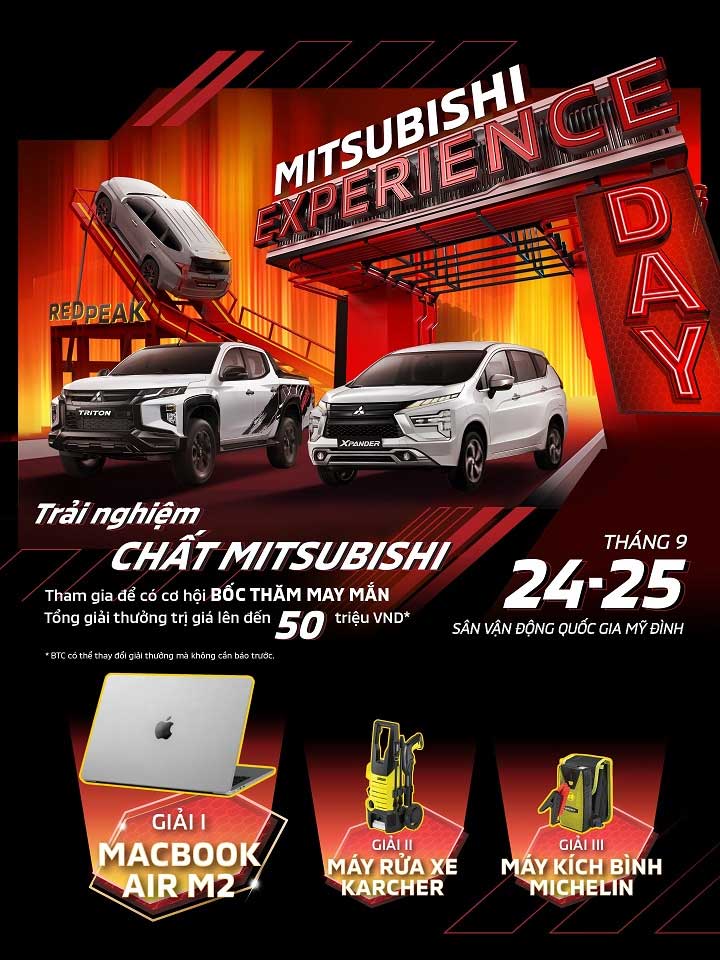 MITSUBISHI
EXPERIENCE
DAY
REDPEAK
TRITON
XPANDER
Trải nghiệm
CHẤT MITSUBISHI
Tham gia để có cơ hội BỐC THĂM MAY MẮN
Tổng giải thưởng trị giá lên đến 50 triệu VND*
* BTC có thể thay đổi giải thưởng mà không cần báo trước.
THÁNG 9
24-25
SÂN VẬN ĐỘNG QUỐC GIA MỸ ĐÌNH
GIẢI I
MACBOOK
AIR M2
GIẢI II
MÁY RỬA XE
KARCHER
GIẢI III
MÁY KÍCH BÌNH
MICHELIN